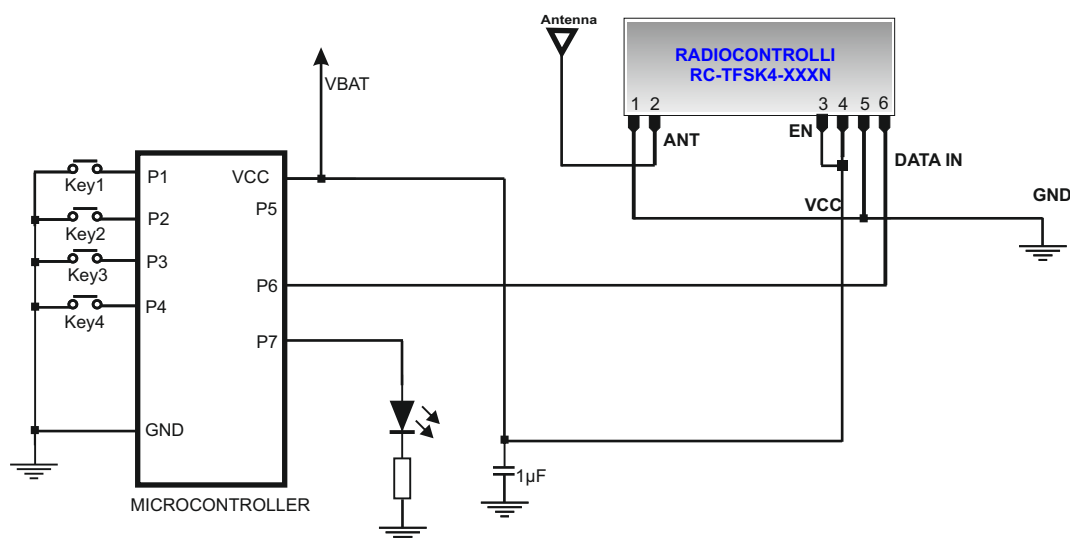 Antenna
RADIOCONTROLLI
RC-TFSK4-XXXN
1 2 3 4 5 6
ANT
EN
DATA IN
VCC
GND
VBAT
Key1
Key2
Key3
Key4
P1
P2
P3
P4
GND
VCC
P5
P6
P7
1µF
MICROCONTROLLER